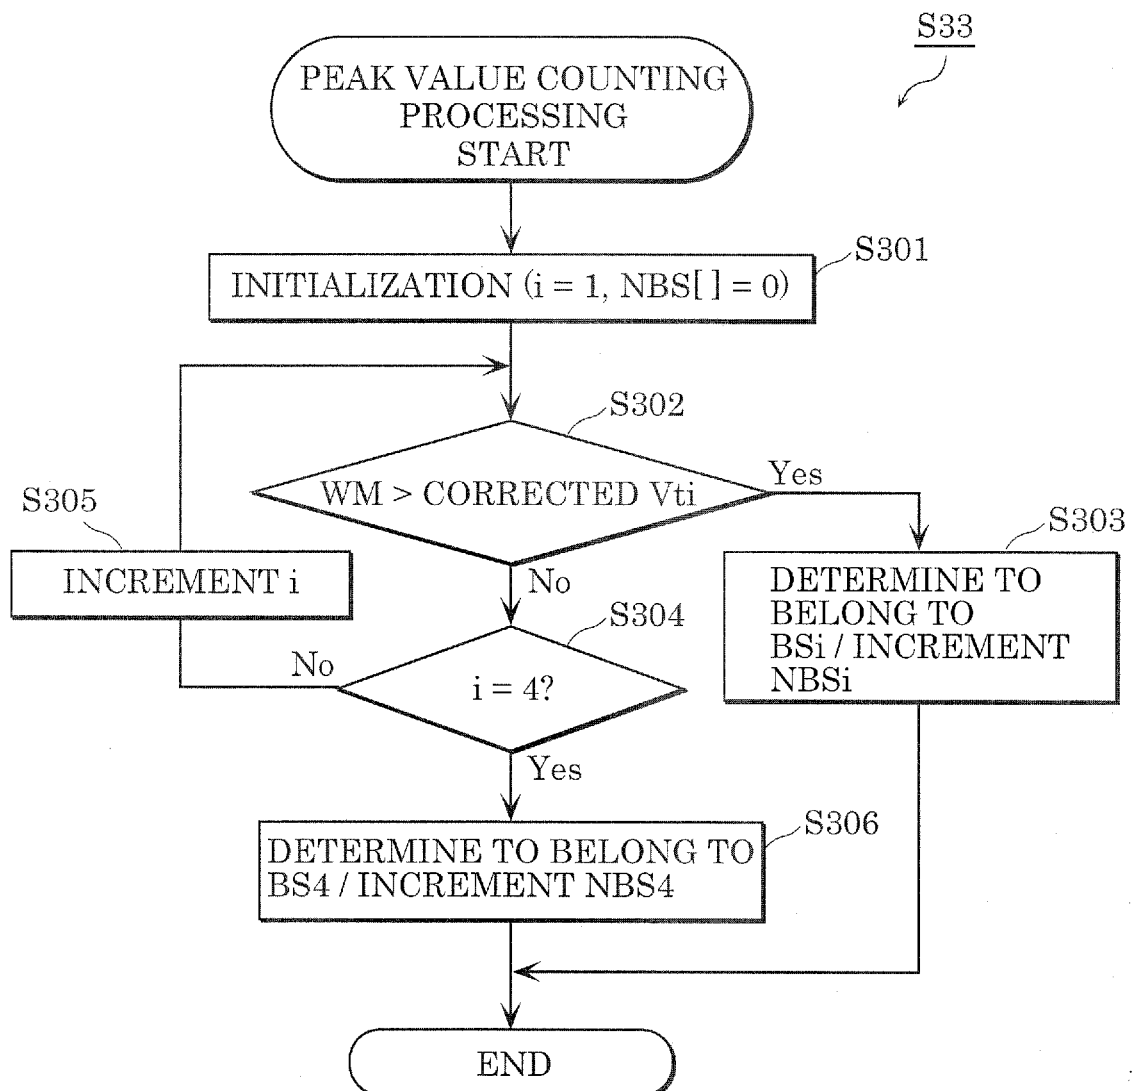 S33
PEAK VALUE COUNTING
PROCESSING
START
S301
INITIALIZATION (i = 1, NBS[ ] = 0)
S302
WM > CORRECTED Vti
Yes
No
S303
DETERMINE TO
BELONG TO
BSi / INCREMENT
NBSi
S305
INCREMENT i
S304
i = 4?
No
Yes
S306
DETERMINE TO BELONG TO
BS4 / INCREMENT NBS4
END